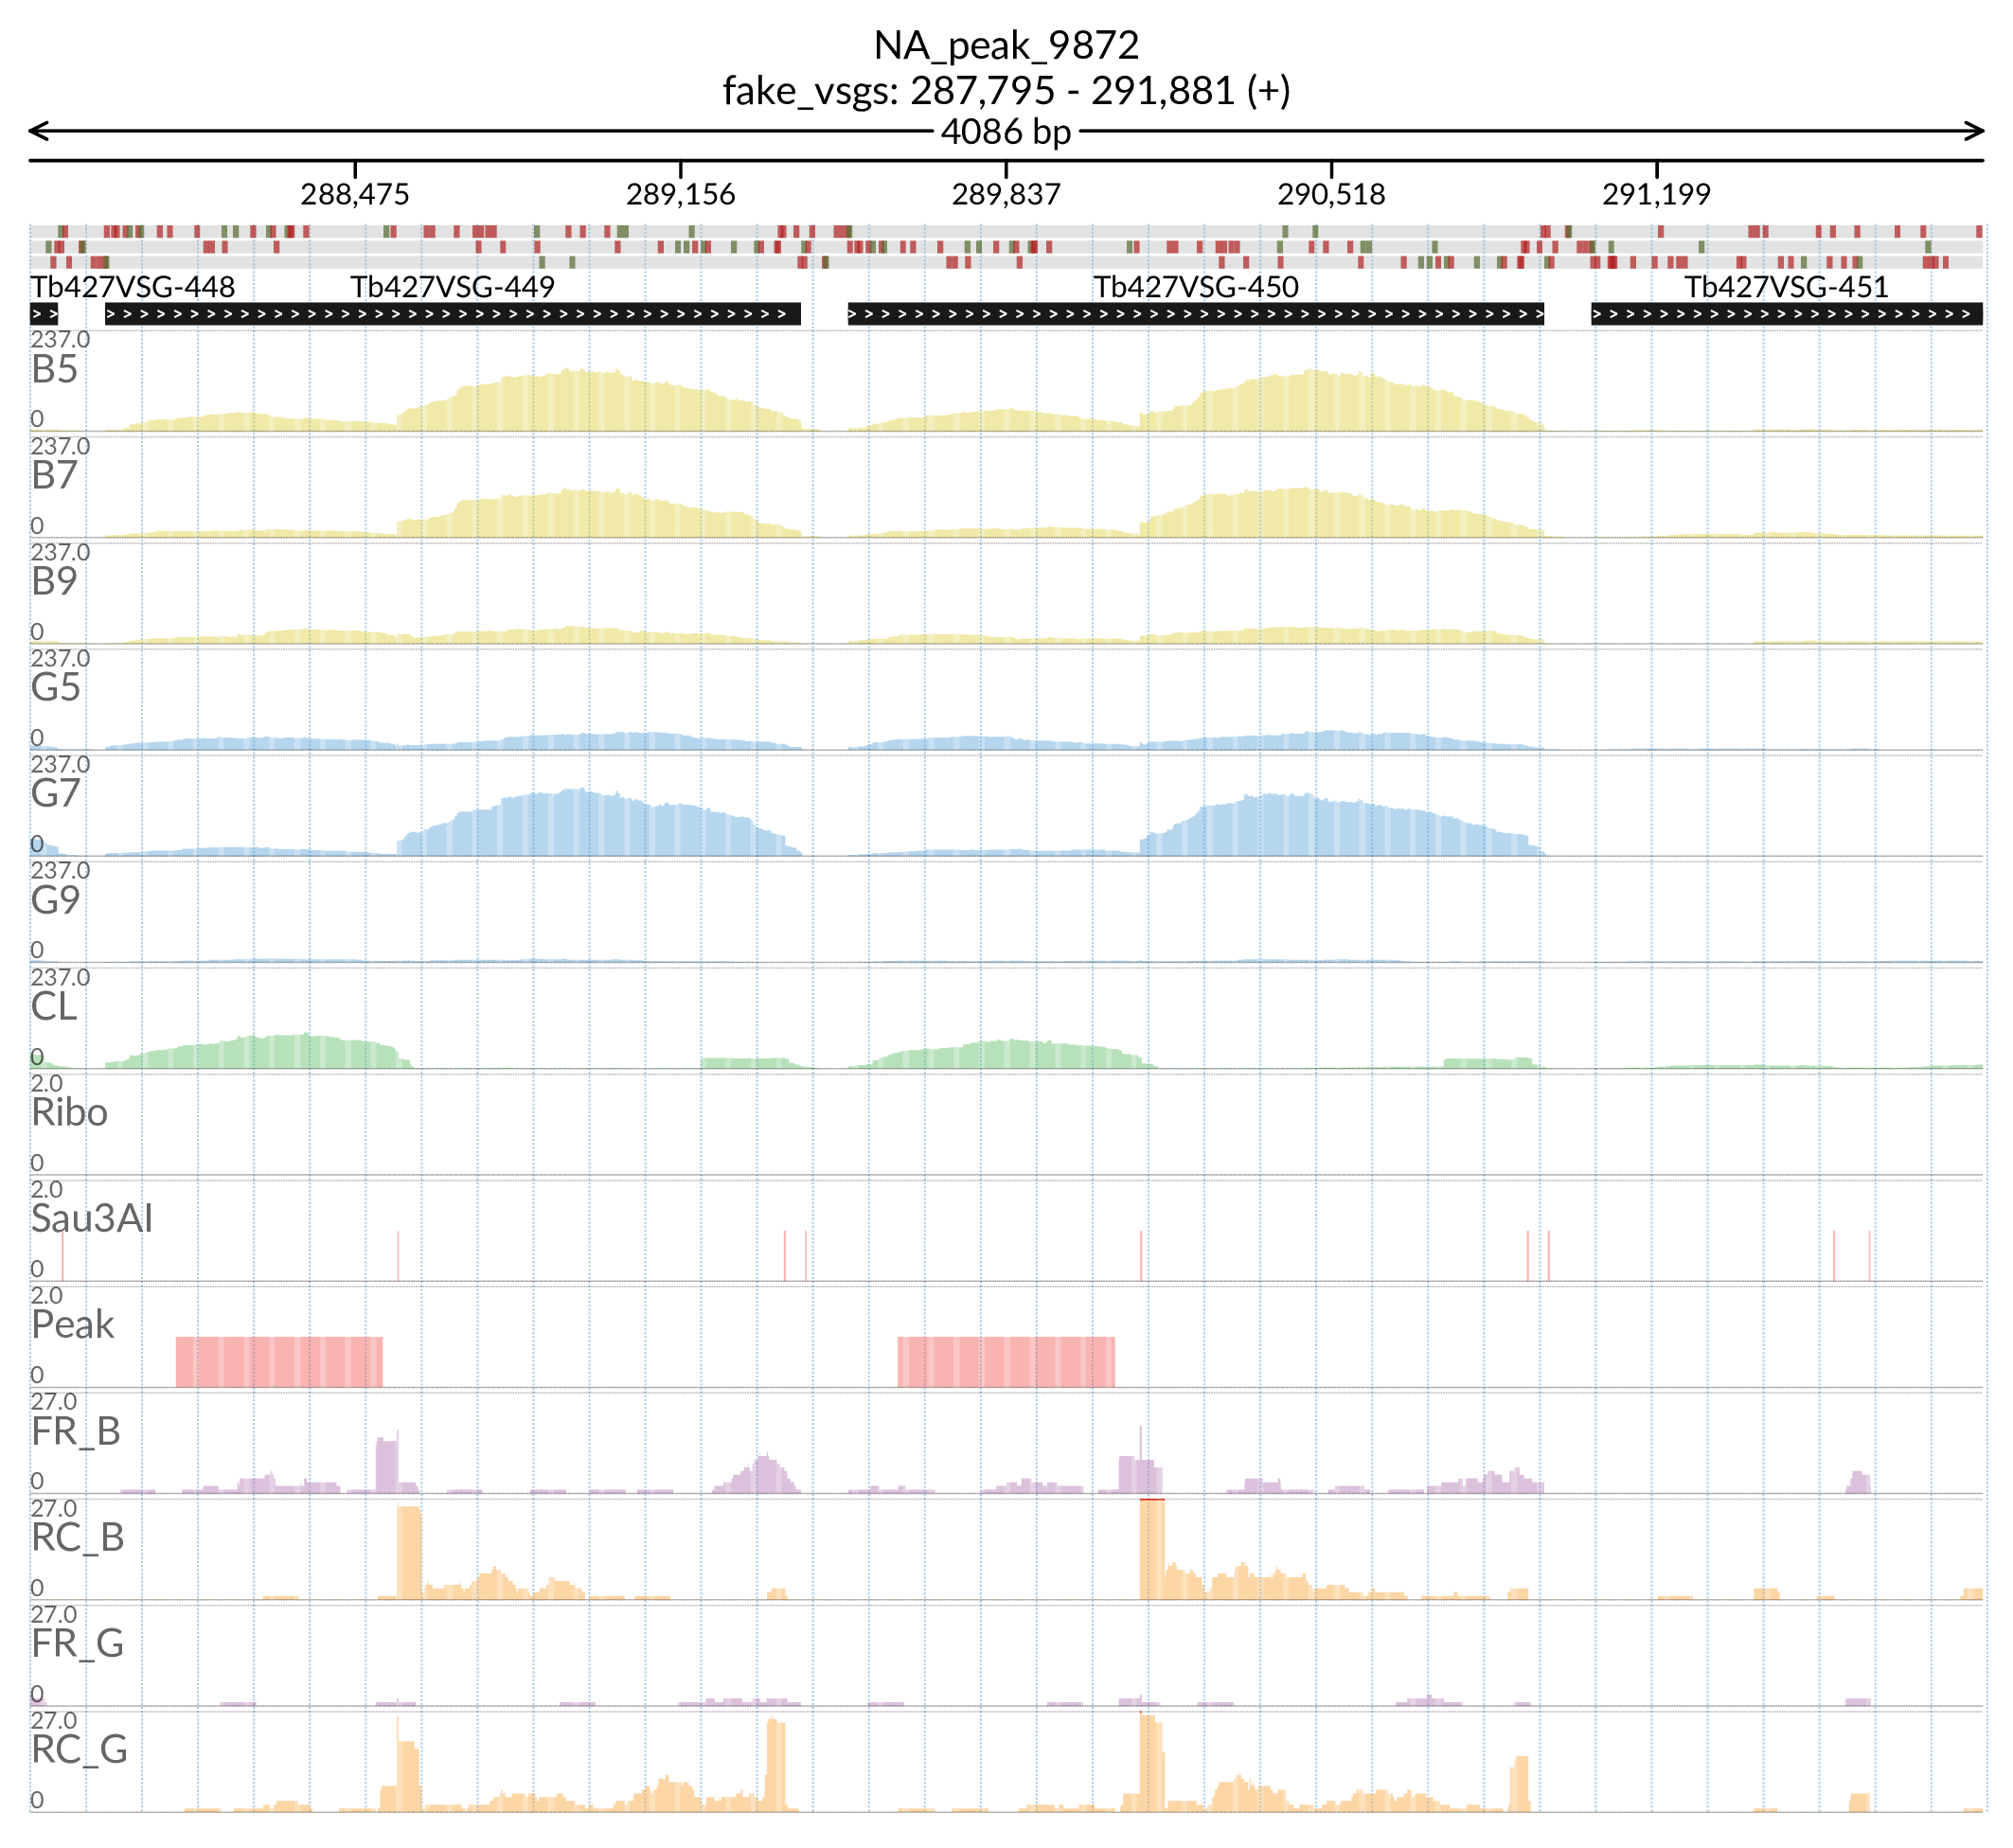 NA_peak_9872
fake_vsgs: 287,795 - 291,881 (+)
4086 bp
288,475 289,156 289,837 290,518 291,199
Tb427VSG-448 Tb427VSG-449 Tb427VSG-450 Tb427VSG-451
237.0
B5
0
237.0
B7
0
237.0
B9
0
237.0
G5
0
237.0
G7
0
237.0
G9
0
237.0
CL
0
2.0
Ribo
0
2.0
Sau3AI
0
2.0
Peak
0
27.0
FR_B
0
27.0
RC_B
0
27.0
FR_G
0
27.0
RC_G
0